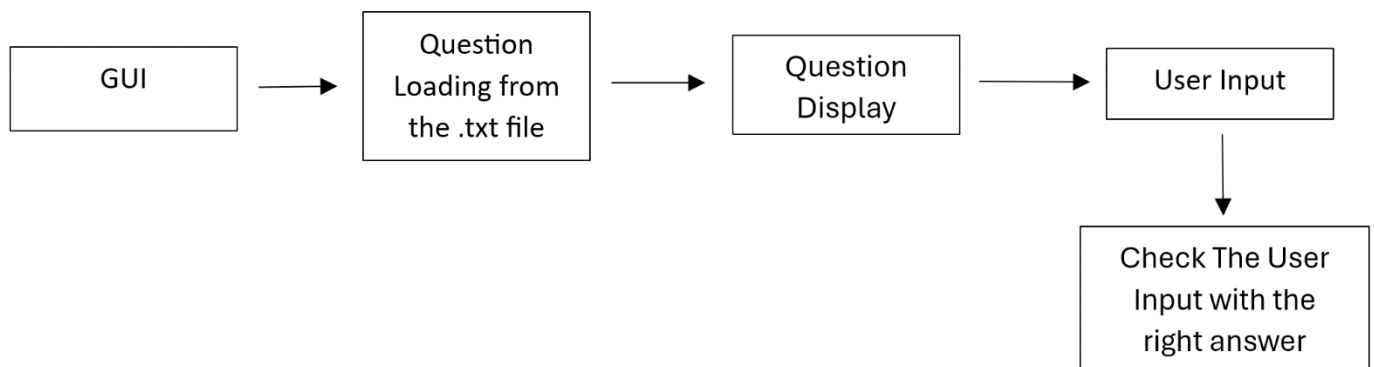 GUI
Question
Loading from
the .txt file
Question
Display
User Input
Check The User
Input with the
right answer